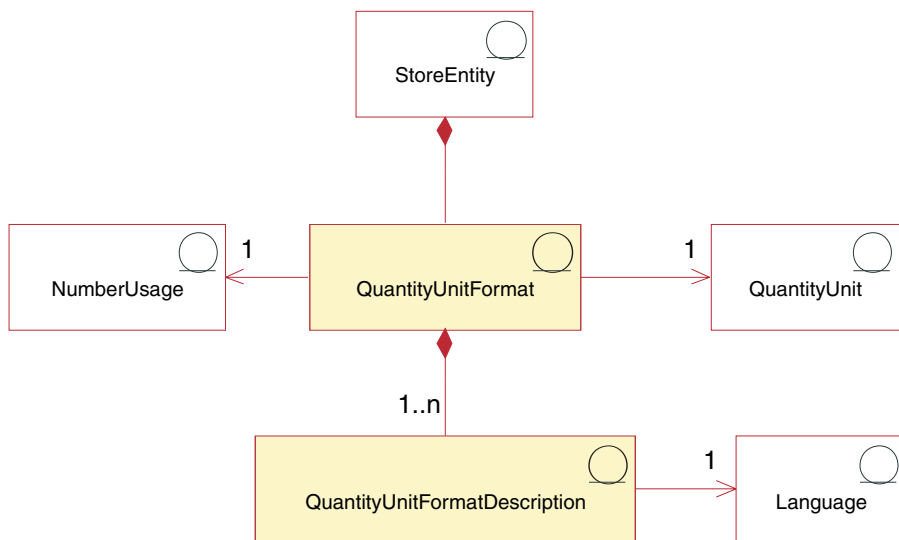 StoreEntity
1
1
NumberUsage
QuantityUnitFormat
QuantityUnit
1..n
1
QuantityUnitFormatDescription
Language